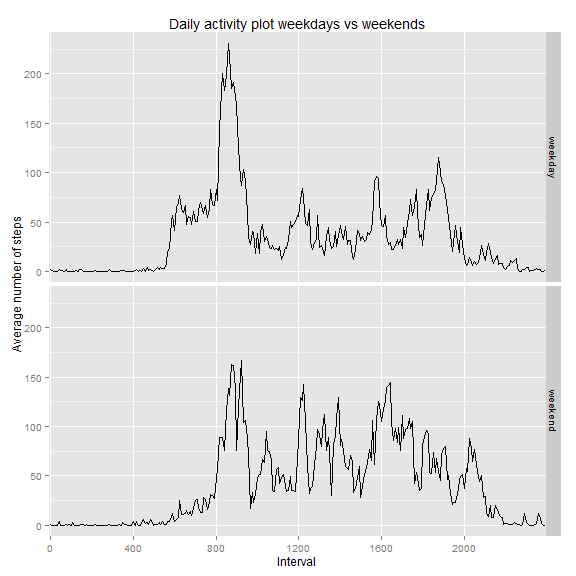 Daily activity plot weekdays vs weekends
Average number of steps
200
150
100
50
0
weekday
200
150
100
50
0
weekend
0 400 800 1200 1600 2000
Interval